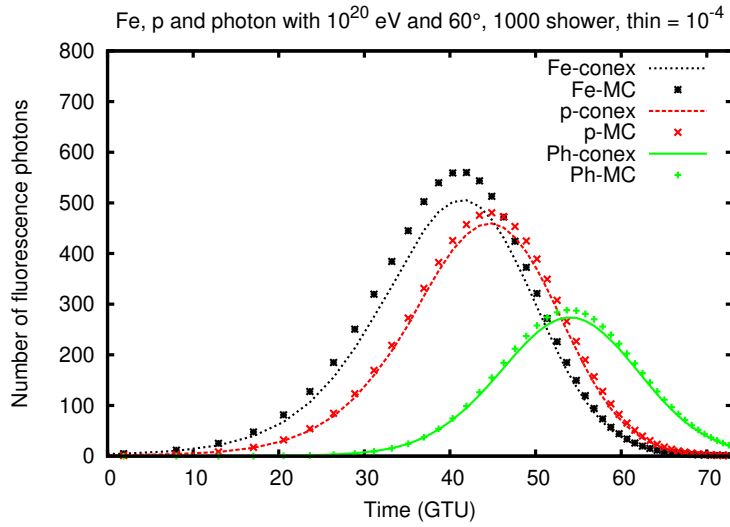 Fe, p and photon with 10^20 eV and 60°, 1000 shower, thin = 10^-4
800
700
600
500
400
300
200
100
0
Number of fluorescence photons
Fe-conex
Fe-MC
p-conex
p-MC
Ph-conex
Ph-MC
0 10 20 30 40 50 60 70
Time (GTU)